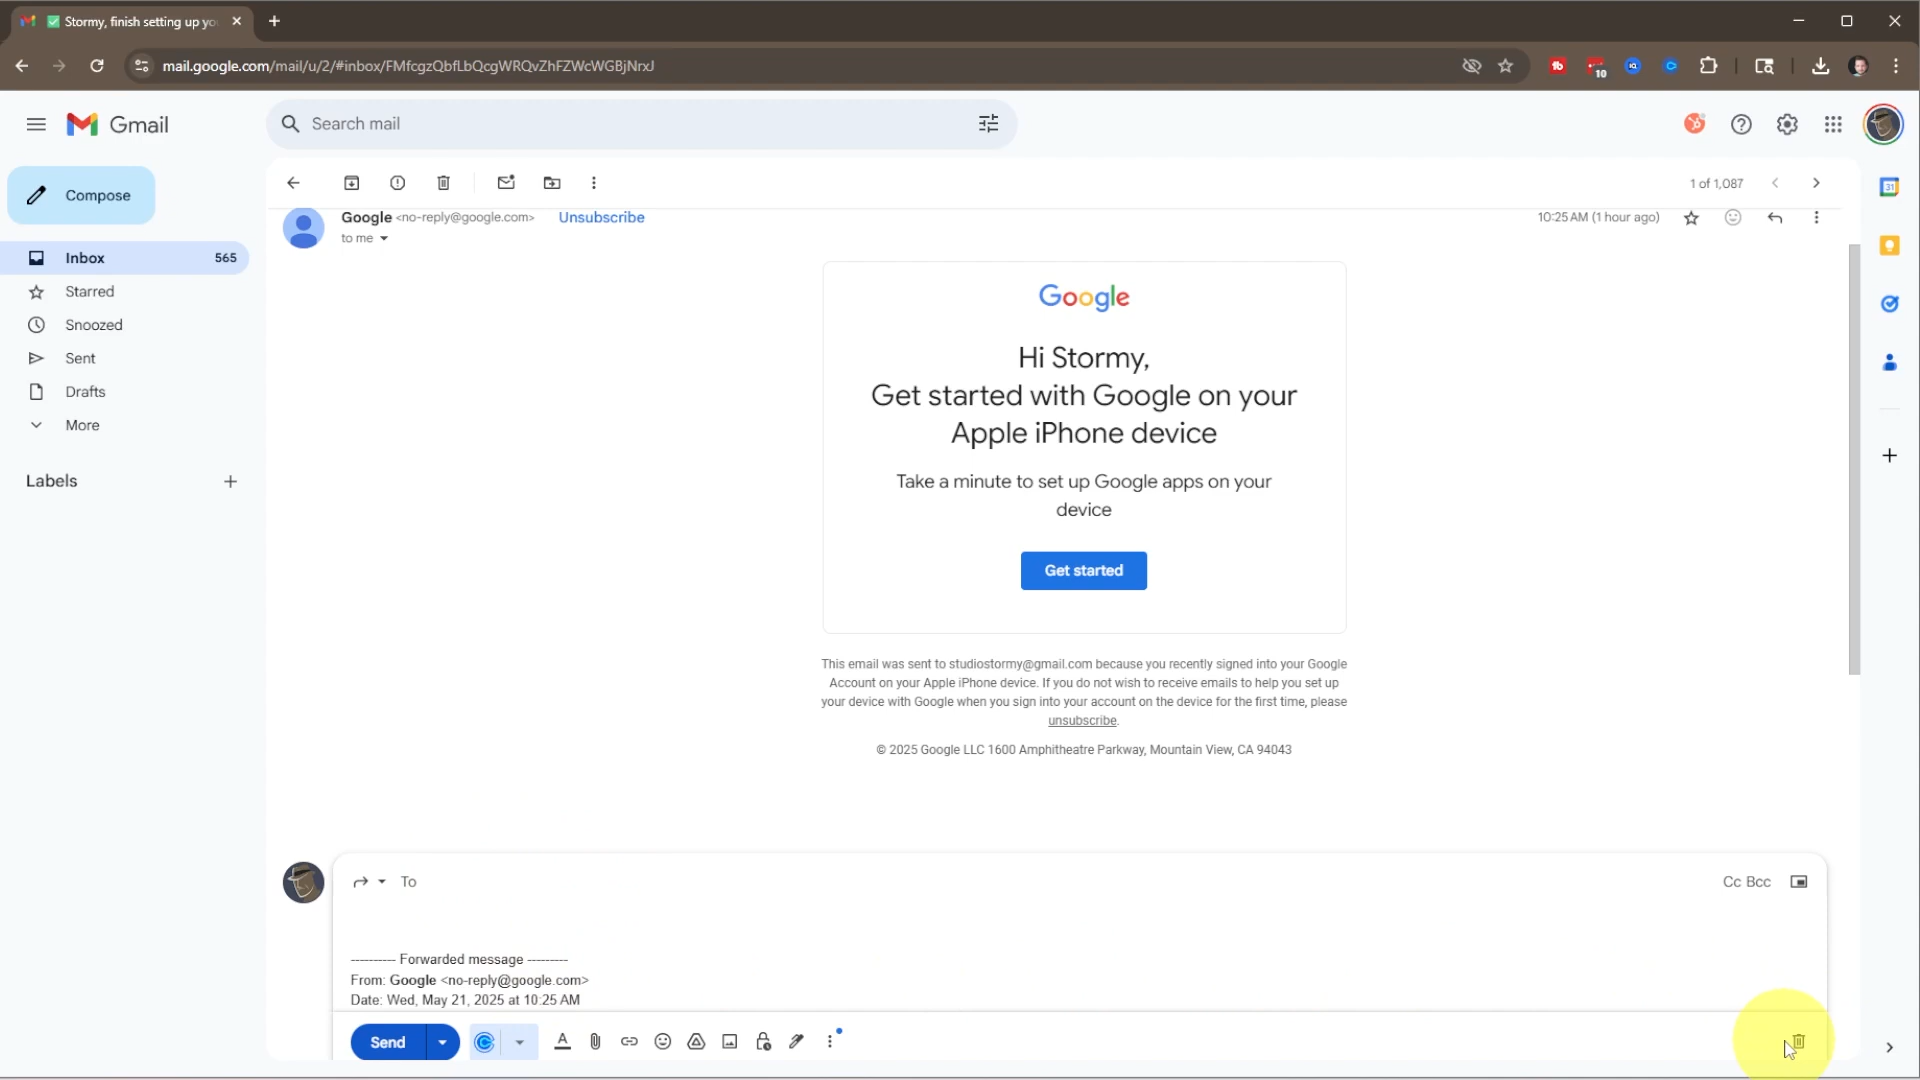 ✅ Stormy, finish setting up yo
mail.google.com/mail/u/2/#inbox/FMfcgzQbfLbQcgWRQvZhFZWcWGBjNrxJ
10
Gmail
Search mail
Compose
1 of 1,087
Google <no-reply@google.com> Unsubscribe
10:25 AM (1 hour ago)
to me
31
Inbox 565
Starred
Snoozed
Sent
Drafts
More
Labels
Google
Hi Stormy,
Get started with Google on your
Apple iPhone device
Take a minute to set up Google apps on your
device
Get started
This email was sent to studiostormy@gmail.com because you recently signed into your Google
Account on your Apple iPhone device. If you do not wish to receive emails to help you set up
your device with Google when you sign into your account on the device for the first time, please
unsubscribe.
© 2025 Google LLC 1600 Amphitheatre Parkway, Mountain View, CA 94043
To
Cc Bcc
---------- Forwarded message ---------
From: Google <no-reply@google.com>
Date: Wed, May 21, 2025 at 10:25 AM
Send